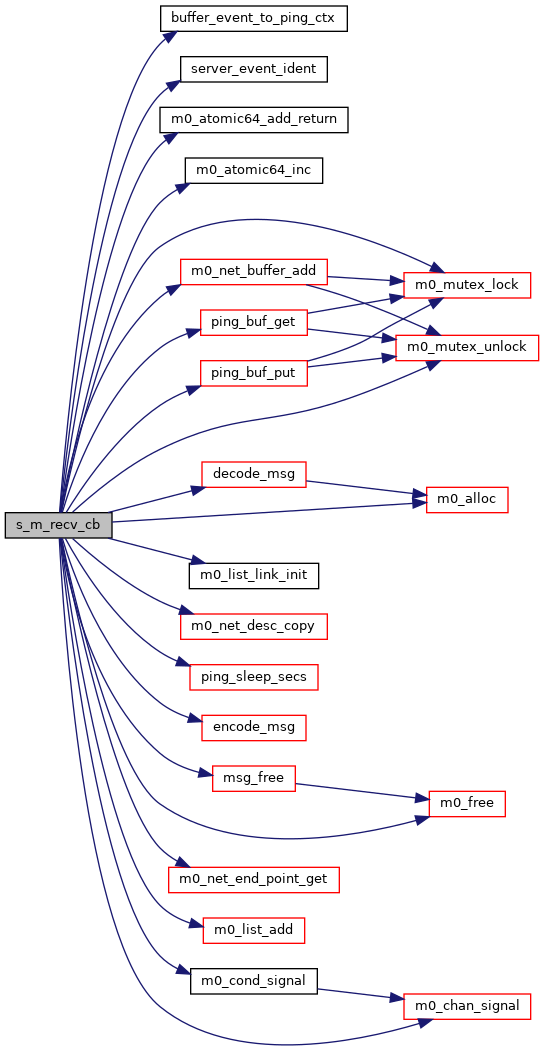 buffer_event_to_ping_ctx
server_event_ident
m0_atomic64_add_return
m0_atomic64_inc
m0_net_buffer_add
m0_mutex_lock
ping_buf_get
m0_mutex_unlock
ping_buf_put
decode_msg
m0_alloc
s_m_recv_cb
m0_list_link_init
m0_net_desc_copy
ping_sleep_secs
encode_msg
msg_free
m0_free
m0_net_end_point_get
m0_list_add
m0_cond_signal
m0_chan_signal